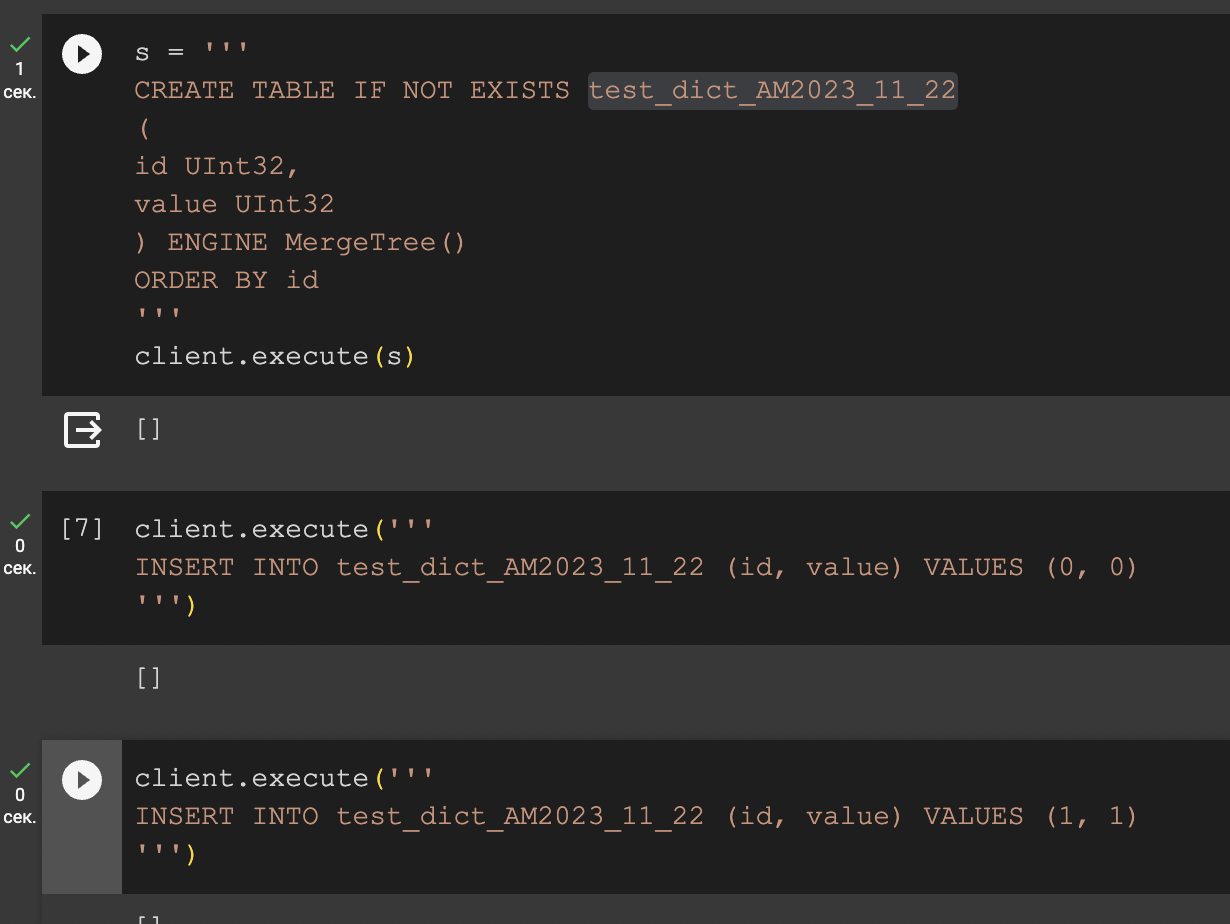 1
сек.
s = '''
CREATE TABLE IF NOT EXISTS test_dict_AM2023_11_22
(
id UInt32,
value UInt32
) ENGINE MergeTree()
ORDER BY id
'''
client.execute(s)
[]
0
сек.
[7]
client.execute('''
INSERT INTO test_dict_AM2023_11_22 (id, value) VALUES (0, 0)
''')
[]
0
сек.
client.execute('''
INSERT INTO test_dict_AM2023_11_22 (id, value) VALUES (1, 1)
''')
[]